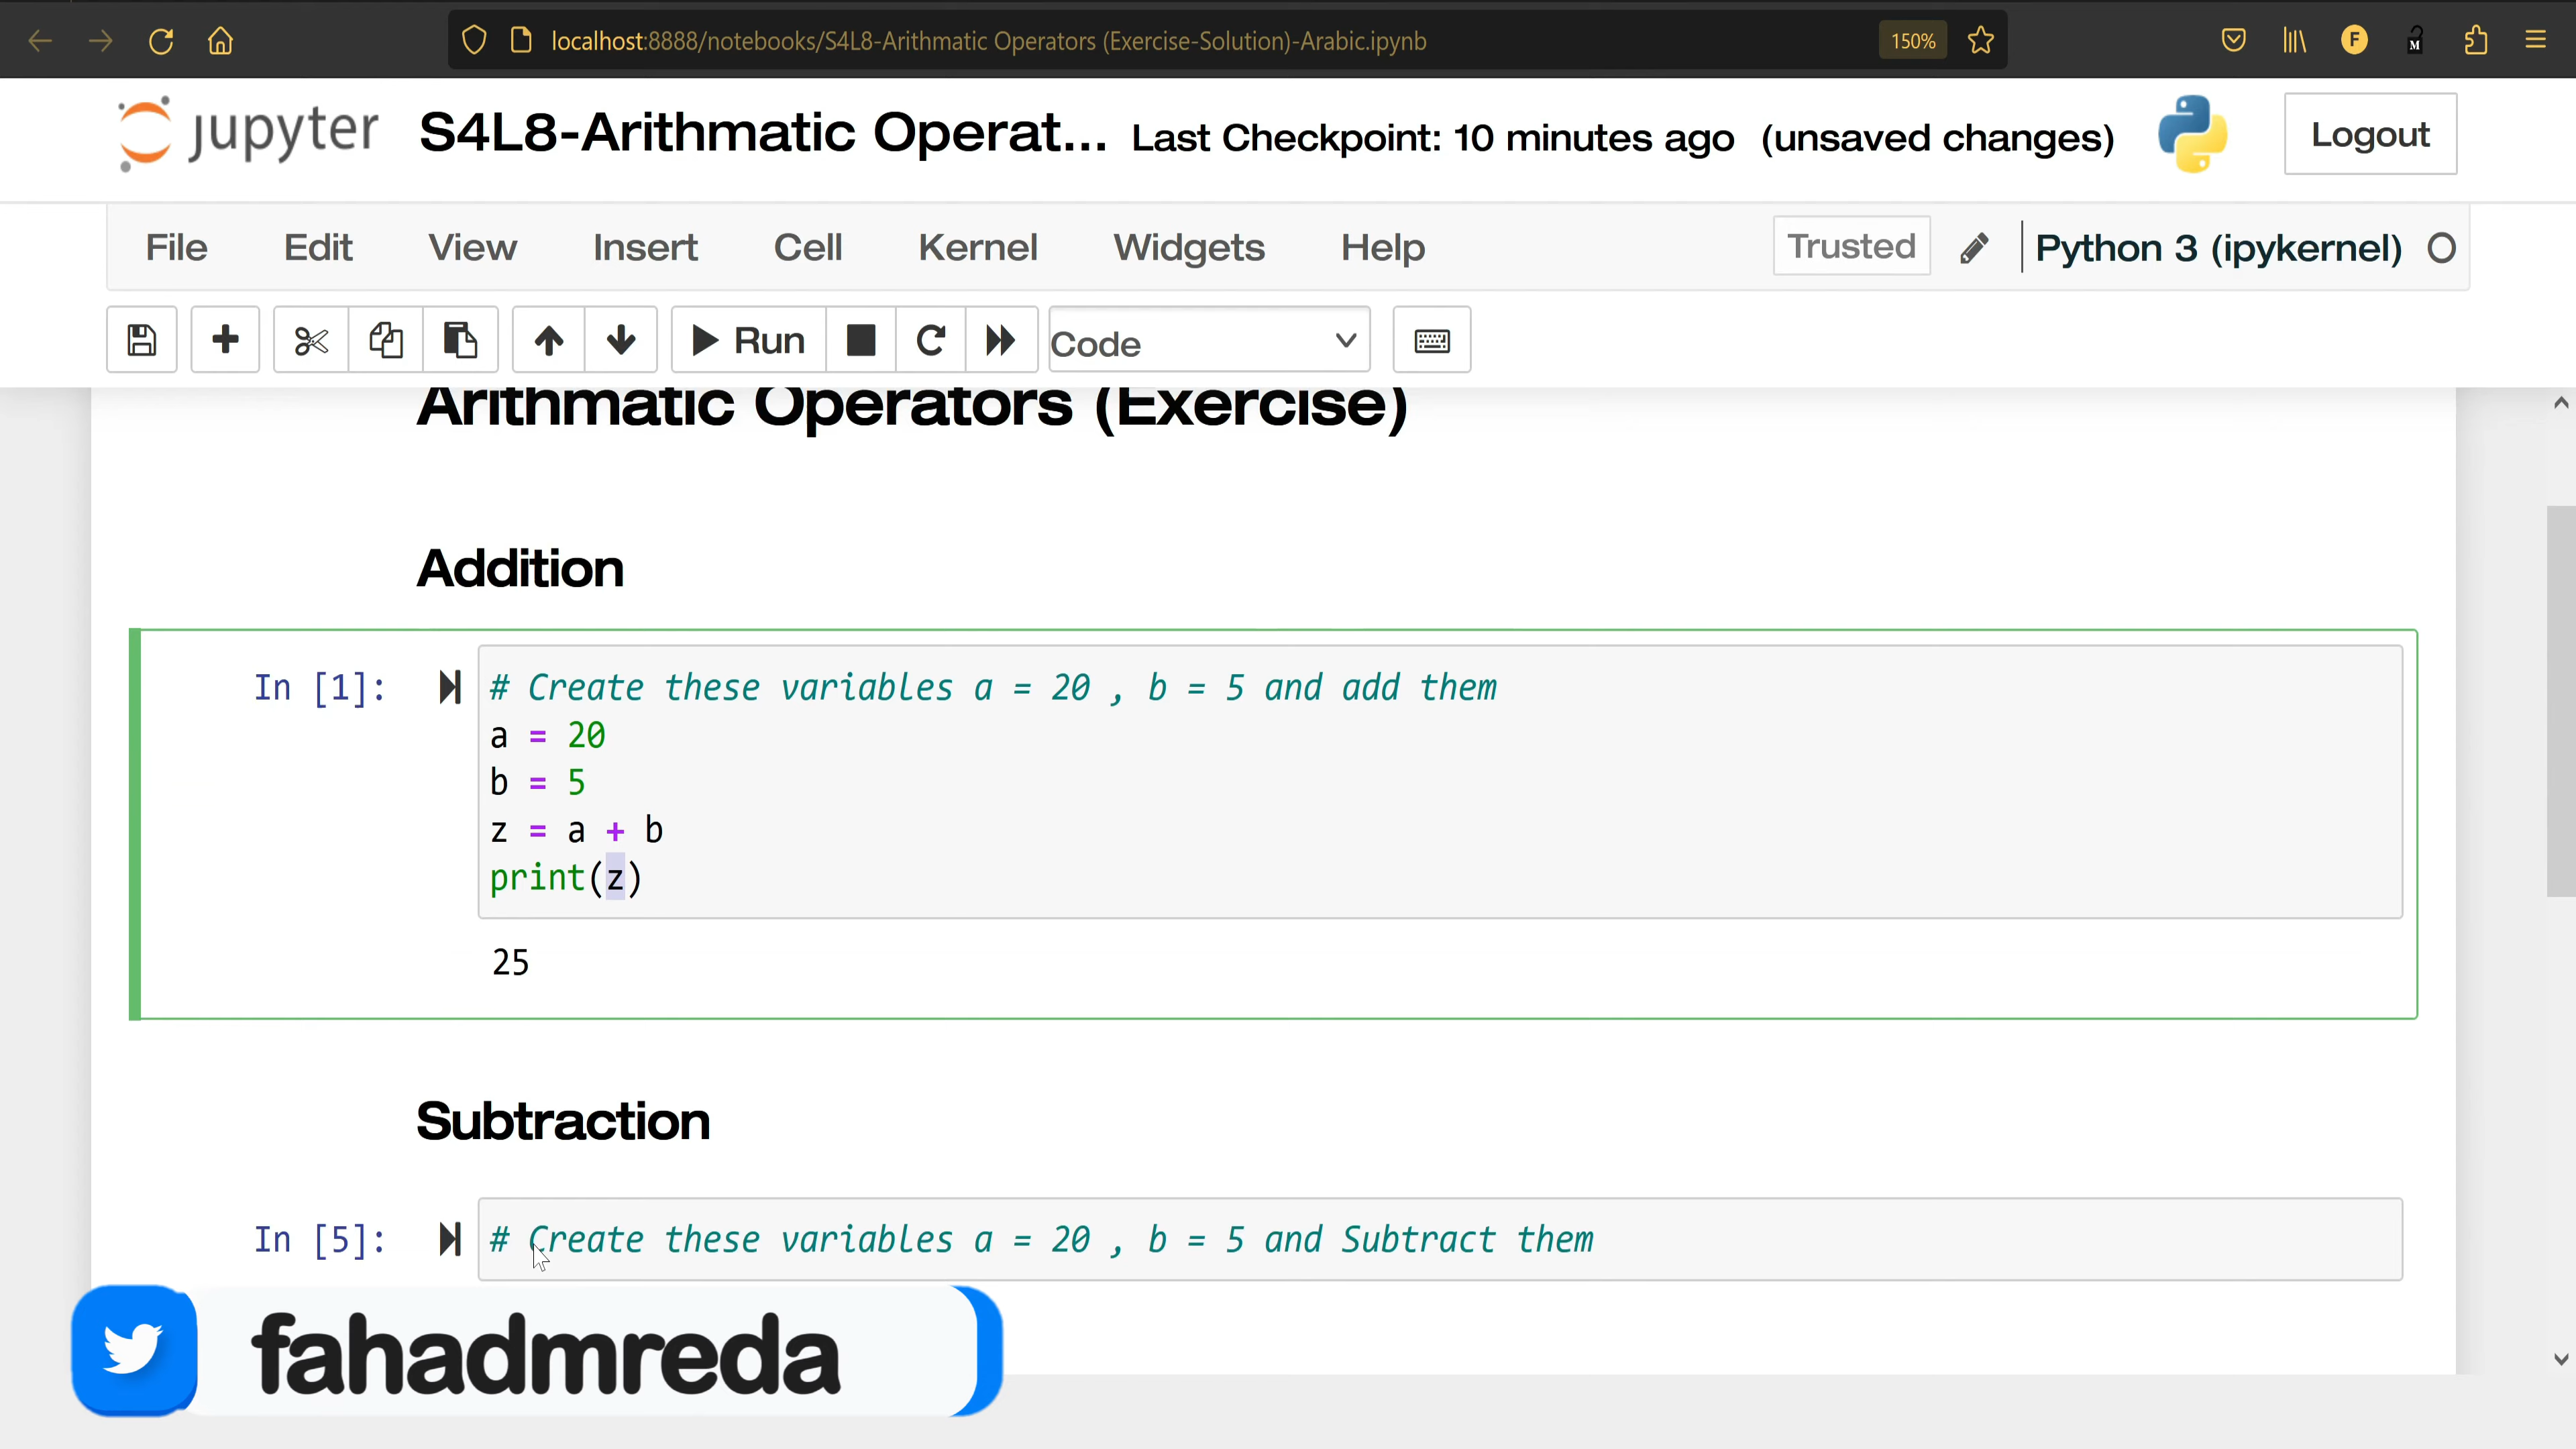 localhost:8888/notebooks/S4L8-Arithmatic Operators (Exercise-Solution)-Arabic.ipynb
150%
F
M
jupyter S4L8-Arithmatic Operat... Last Checkpoint: 10 minutes ago (unsaved changes)
Logout
File Edit View Insert Cell Kernel Widgets Help
Trusted
Python 3 (ipykernel)
Run
Code
Arithmatic Operators (Exercise)
Addition
In [1]:
# Create these variables a = 20 , b = 5 and add them
a = 20
b = 5
z = a + b
print(z)
25
Subtraction
In [5]:
# Create these variables a = 20 , b = 5 and Subtract them
fahadmreda